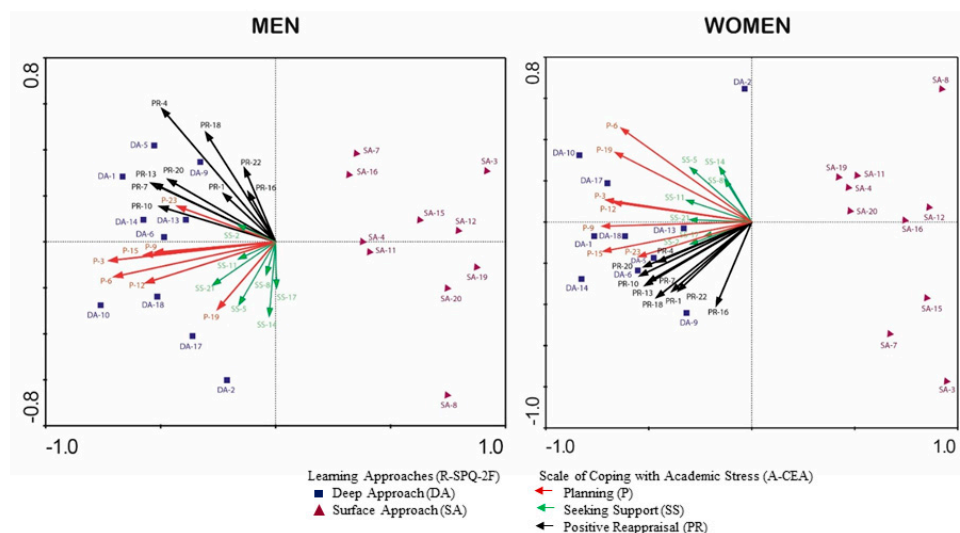 MEN
WOMEN
0.8
-0.8
-1.0
1.0
PR-4
PR-18
DA-5
DA-9
PR-22
DA-1
PR-13
PR-20
PR-7
PR-1
PR-16
PR-10
P-23
DA-14
DA-13
DA-6
SS-2
P-15
P-9
P-3
SS-11
P-6
P-12
SS-21
SS-8
SS-17
DA-10
DA-18
P-19
SS-5
SS-14
DA-17
DA-2
SA-7
SA-16
SA-3
SA-15
SA-12
SA-4
SA-11
SA-19
SA-20
SA-8
0.8
-1.0
-1.0
1.0
DA-2
SA-8
P-6
P-19
DA-10
SS-5
SS-14
SS-8
DA-17
P-3
P-12
SS-11
SS-21
P-9
DA-13
DA-1
DA-18
P-15
P-23
PR-4
PR-20
DA-6
DA-14
PR-10
PR-7
PR-13
PR-18
PR-1
PR-22
PR-16
DA-9
SA-19
SA-11
SA-4
SA-20
SA-12
SA-16
SA-15
SA-7
SA-3
Learning Approaches (R-SPQ-2F)
Deep Approach (DA)
Surface Approach (SA)
Scale of Coping with Academic Stress (A-CEA)
Planning (P)
Seeking Support (SS)
Positive Reappraisal (PR)